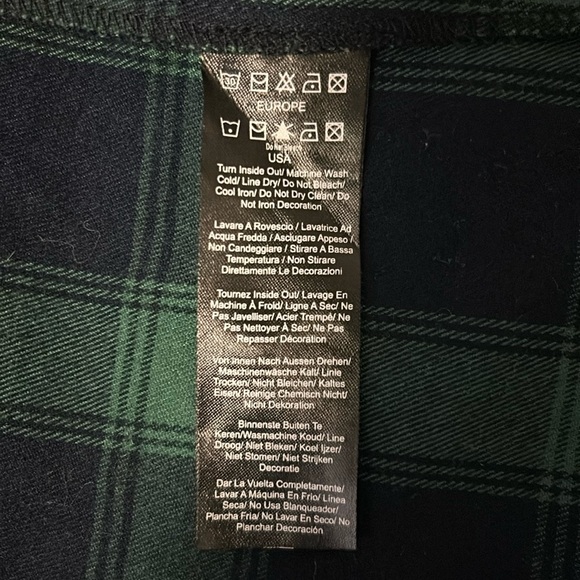 30
EUROPE
Do Not Bleach
USA
Turn Inside Out/ Machine Wash
Cold/ Line Dry/ Do Not Bleach/
Cool Iron/ Do Not Dry Clean/ Do
Not Iron Decoration
Lavare A Rovescio / Lavatrice Ad
Acqua Fredda / Asciugare Appeso /
Non Candeggiare / Stirare A Bassa
Temperatura / Non Stirare
Direttamente Le Decorazioni
Tournez Inside Out/ Lavage En
Machine À Froid/ Ligne A Sec/ Ne
Pas Javelliser/ Acier Trempé/ Ne
Pas Nettoyer À Sec/ Ne Pas
Repasser Décoration
Von Innen Nach Aussen Drehen/
Maschinenwäsche Kalt/ Linie
Trocken/ Nicht Bleichen/ Kaltes
Eisen/ Reinige Chemisch Nicht/
Nicht Dekoration
Binnenste Buiten Te
Keren/Wasmachine Koud/ Line
Droog/ Niet Bleken/ Koel Ijzer/
Niet Stomen/ Niet Strijken
Decoratie
Dar La Vuelta Completamente/
Lavar A Máquina En Frío/ Línea
Seca/ No Usa Blanqueador/
Plancha Fría/ No Lavar En Seco/ No
Planchar Decoración